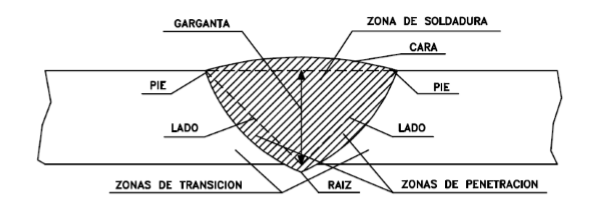 GARGANTA
ZONA DE SOLDADURA
CARA
PIE
PIE
LADO
LADO
ZONAS DE TRANSICION
RAIZ
ZONAS DE PENETRACION